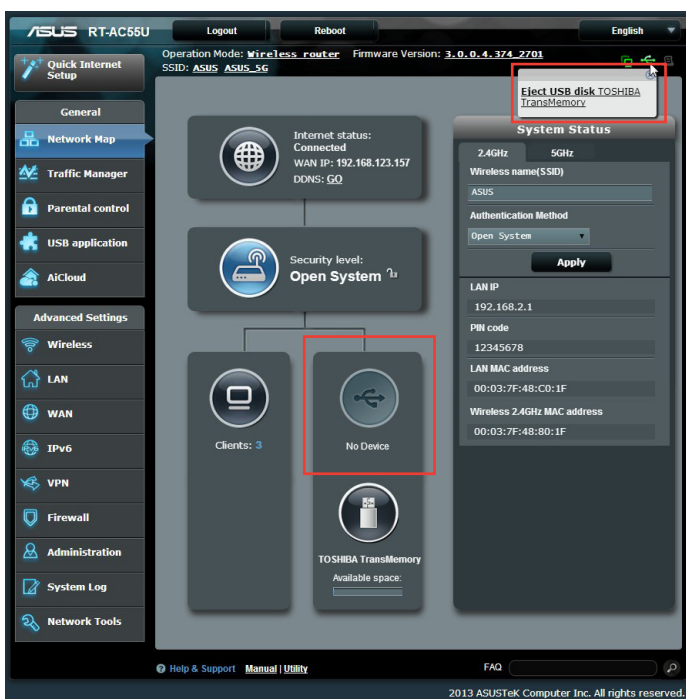 ASUS RT-AC55U
Logout
Reboot
English
Quick Internet
Setup
Operation Mode: Wireless router Firmware Version: 3.0.0.4.374_2701
SSID: ASUS ASUS_5G
Eject USB disk TOSHIBA
TransMemory
General
Network Map
Traffic Manager
Parental control
USB application
AiCloud
Advanced Settings
Wireless
LAN
WAN
IPv6
IPv6
VPN
Firewall
Administration
System Log
Network Tools
Internet status:
Connected
WAN IP: 192.168.123.157
DDNS: GO
Security level:
Open System
Clients: 3
No Device
TOSHIBA TransMemory
Available space:
System Status
2.4GHz 5GHz
Wireless name(SSID)
ASUS
Authentication Method
Open System
Apply
LAN IP
192.168.2.1
PIN code
12345678
LAN MAC address
00:03:7F:48:C0:1F
Wireless 2.4GHz MAC address
00:03:7F:48:80:1F
Help & Support Manual | Utility
FAQ
2013 ASUSTeK Computer Inc. All rights reserved.